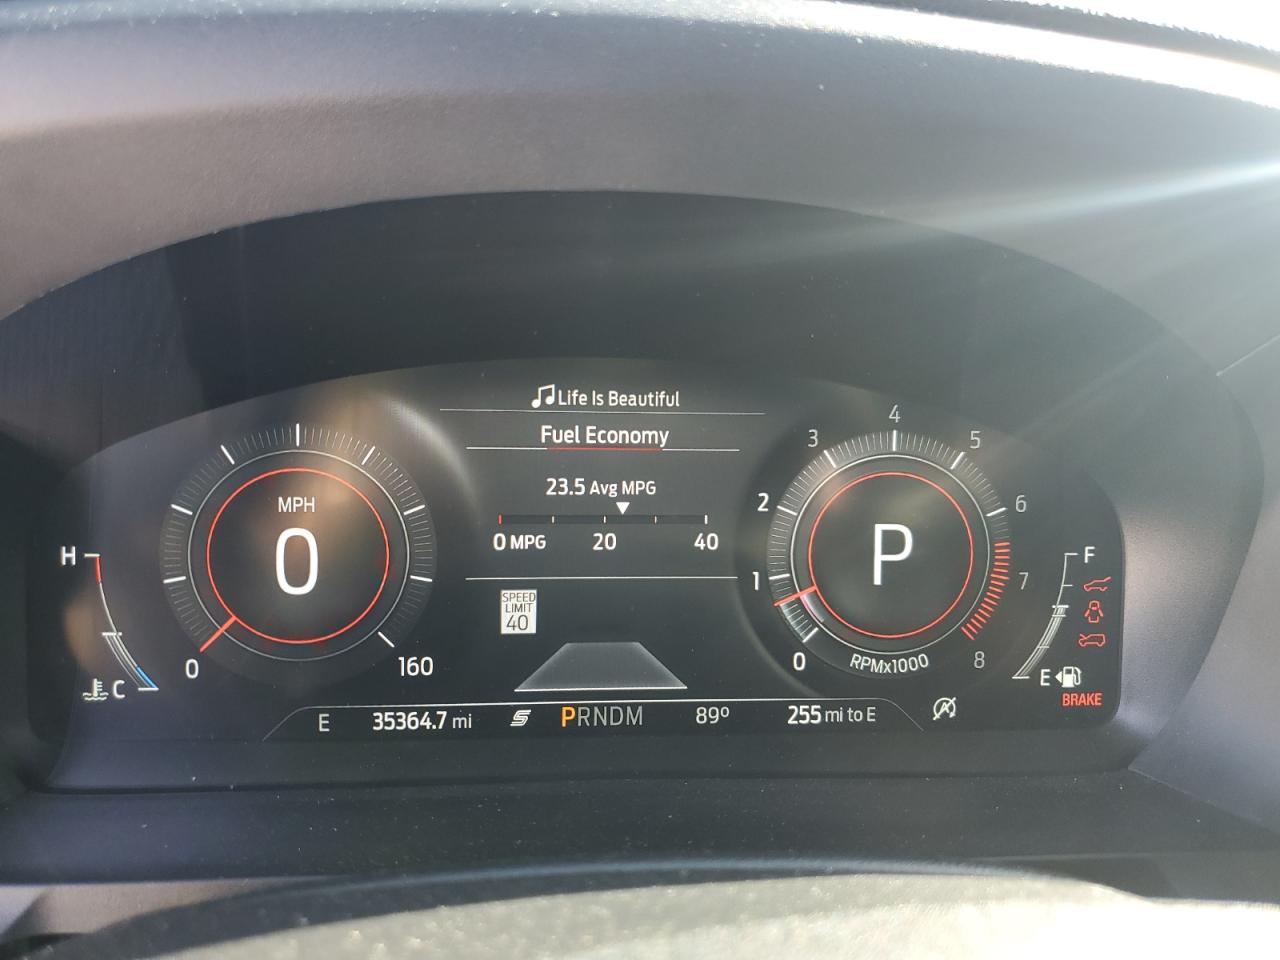 Life Is Beautiful
Fuel Economy
23.5 Avg MPG
0 MPG 20 40
SPEED
LIMIT
40
MPH
0
0 160
H
C
P
0 1 2 3 4 5 6 7 8
RPMx1000
F
E
BRAKE
E 35364.7 mi S PRNDM 89° 255 mi to E
A